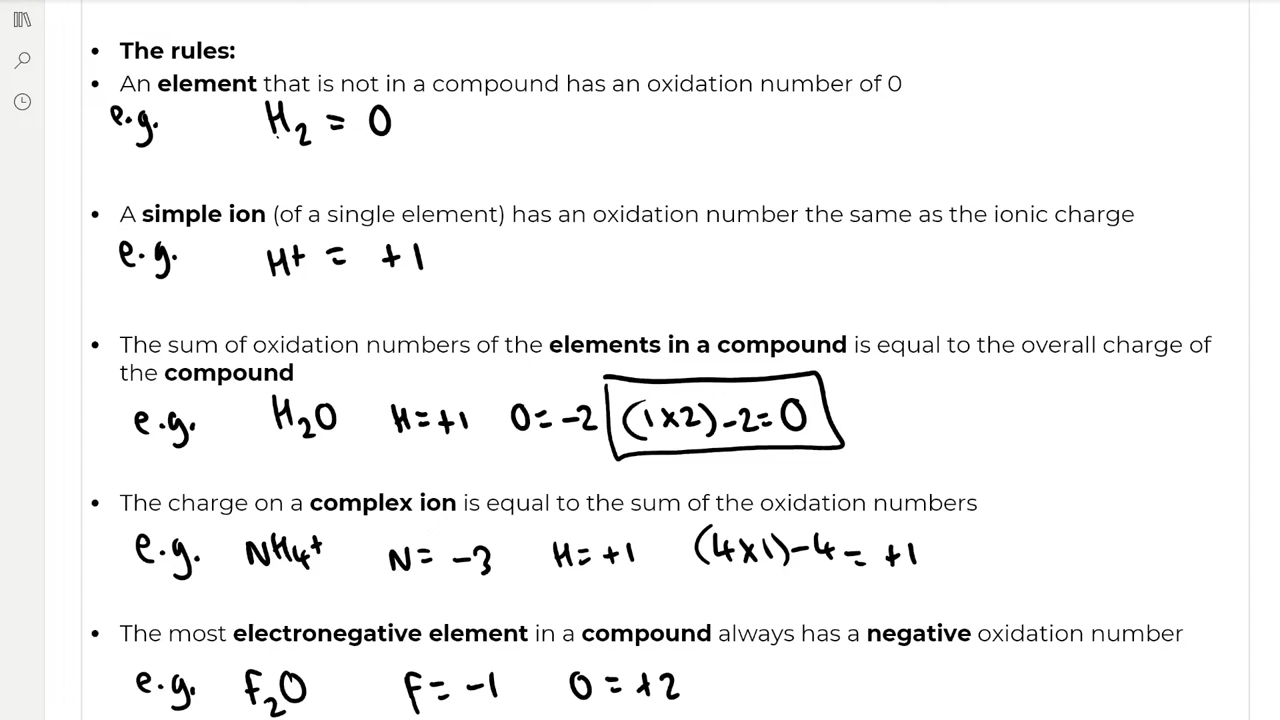 • The rules:
• An element that is not in a compound has an oxidation number of 0
e.g. H₂ = 0
• A simple ion (of a single element) has an oxidation number the same as the ionic charge
e.g. H⁺ = +1
• The sum of oxidation numbers of the elements in a compound is equal to the overall charge of
the compound
e.g. H₂O H=+1 O=-2 (1×2)-2=0
• The charge on a complex ion is equal to the sum of the oxidation numbers
e.g. NH₄⁺ N= -3 H=+1 (4×1)-4= +1
• The most electronegative element in a compound always has a negative oxidation number
e.g. F₂O F= -1 O=+2